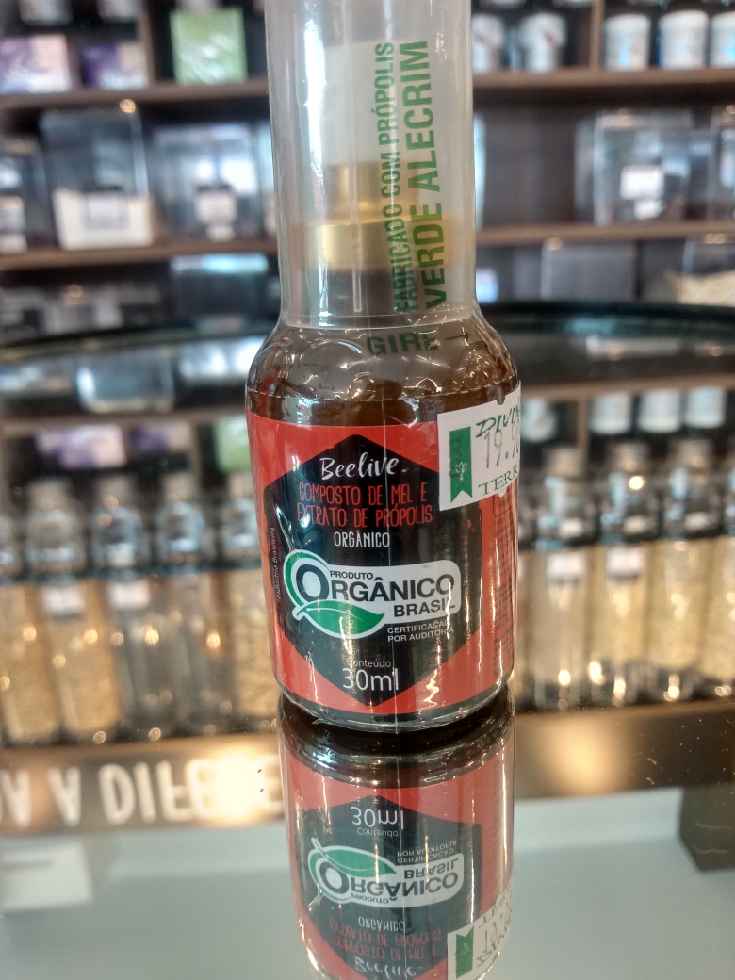 FABRICADO COM PRÓPOLIS
VERDE ALECRIM
GIRE
Beelive
COMPOSTO DE MEL E
EXTRATO DE PRÓPOLIS
ORGÂNICO
PRODUTO
ORGÂNICO
BRASIL
CERTIFICAÇÃO
POR AUDITORIA
Conteúdo
30ml